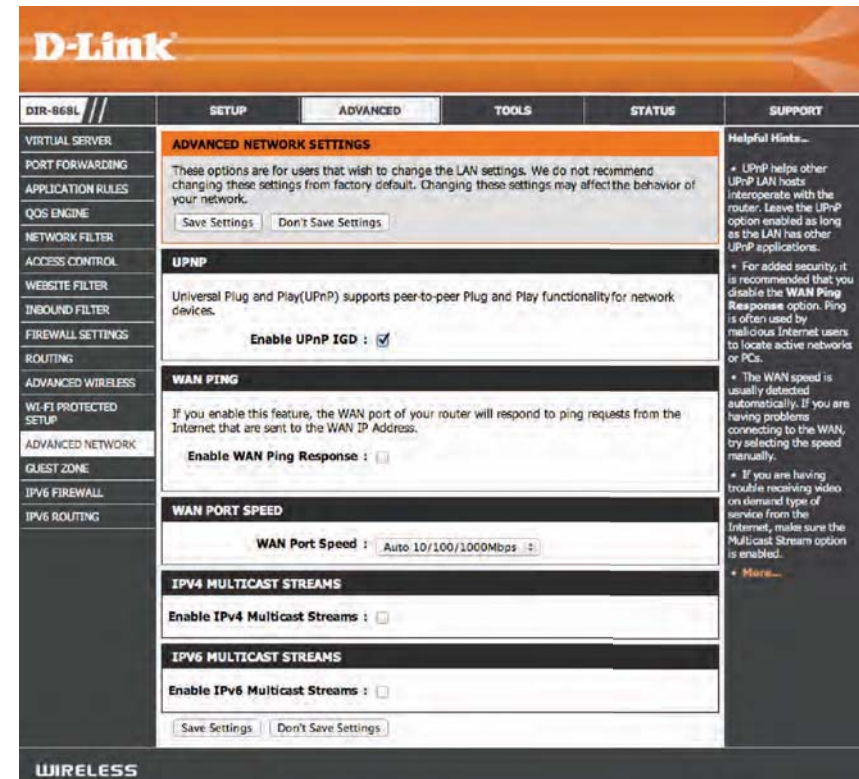 D-Link
DIR-868L
SETUP
ADVANCED
TOOLS
STATUS
SUPPORT
VIRTUAL SERVER
PORT FORWARDING
APPLICATION RULES
QOS ENGINE
NETWORK FILTER
ACCESS CONTROL
WEBSITE FILTER
INBOUND FILTER
FIREWALL SETTINGS
ROUTING
ADVANCED WIRELESS
WI-FI PROTECTED
SETUP
ADVANCED NETWORK
GUEST ZONE
IPV6 FIREWALL
IPV6 ROUTING
ADVANCED NETWORK SETTINGS
These options are for users that wish to change the LAN settings. We do not recommend
changing these settings from factory default. Changing these settings may affect the behavior of
your network.
Save Settings
Don't Save Settings
UPNP
Universal Plug and Play(UPnP) supports peer-to-peer Plug and Play functionality for network
devices.
Enable UPnP IGD :
WAN PING
If you enable this feature, the WAN port of your router will respond to ping requests from the
Internet that are sent to the WAN IP Address.
Enable WAN Ping Response :
WAN PORT SPEED
WAN Port Speed :
Auto 10/100/1000Mbps
IPV4 MULTICAST STREAMS
Enable IPv4 Multicast Streams :
IPV6 MULTICAST STREAMS
Enable IPv6 Multicast Streams :
Save Settings
Don't Save Settings
Helpful Hints...
• UPnP helps other
UPnP LAN hosts
interoperate with the
router. Leave the UPnP
option enabled as long
as the LAN has other
UPnP applications.
• For added security, it
is recommended that you
disable the WAN Ping
Response option. Ping
is often used by
malicious Internet users
to locate active networks
or PCs.
• The WAN speed is
usually detected
automatically. If you are
having problems
connecting to the WAN,
try selecting the speed
manually.
• If you are having
trouble receiving video
on demand type of
service from the
Internet, make sure the
Multicast Stream option
is enabled.
• More...
WIRELESS